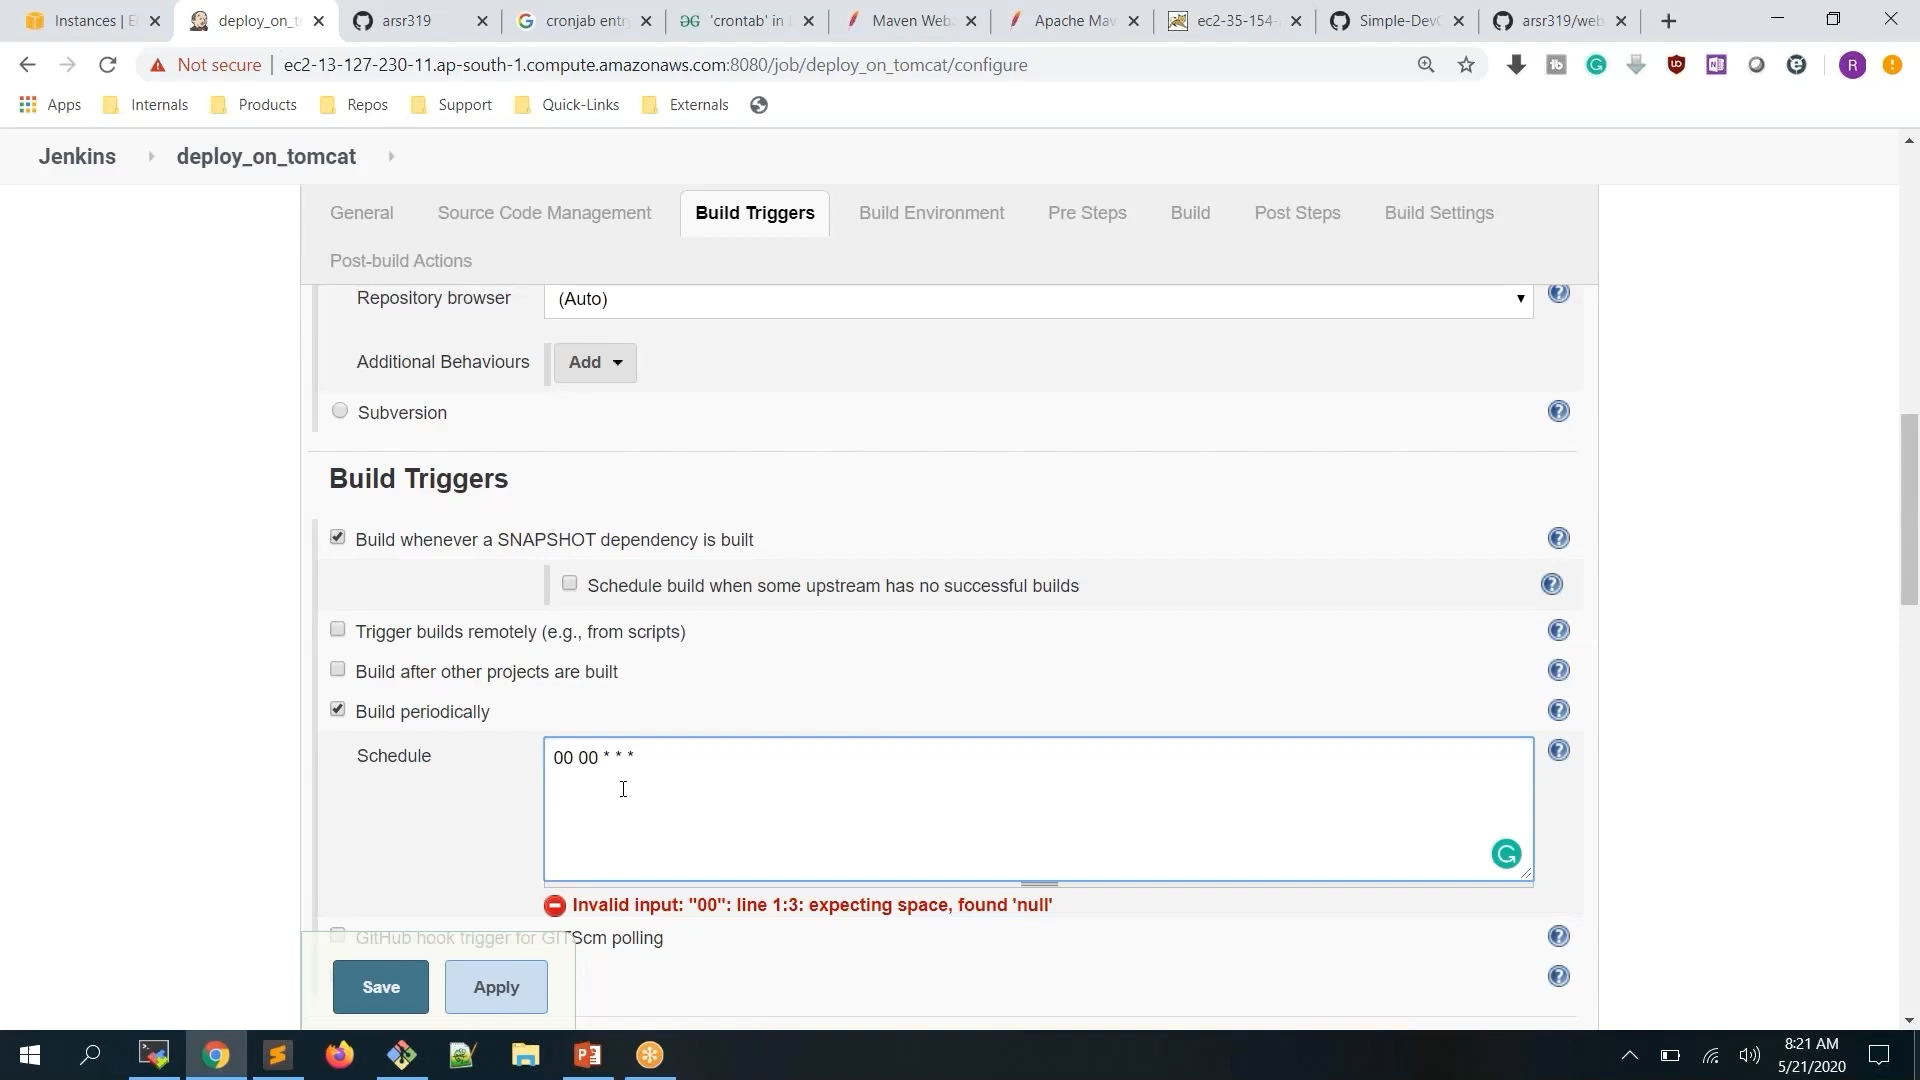 Instances | E
deploy_on_t
arsr319
cronjab entr
'crontab' in
Maven Web
Apache Mav
ec2-35-154-
Simple-DevO
arsr319/web
Not secure
ec2-13-127-230-11.ap-south-1.compute.amazonaws.com:8080/job/deploy_on_tomcat/configure
R
Apps
Internals
Products
Repos
Support
Quick-Links
Externals
Jenkins
deploy_on_tomcat
General
Source Code Management
Build Triggers
Build Environment
Pre Steps
Build
Post Steps
Build Settings
Post-build Actions
Repository browser
(Auto)
Additional Behaviours
Add
Subversion
Build Triggers
Build whenever a SNAPSHOT dependency is built
Schedule build when some upstream has no successful builds
Trigger builds remotely (e.g., from scripts)
Build after other projects are built
Build periodically
Schedule
00 00 * * *
Invalid input: "00": line 1:3: expecting space, found 'null'
GitHub hook trigger for GITScm polling
Save
Apply
8:21 AM
5/21/2020